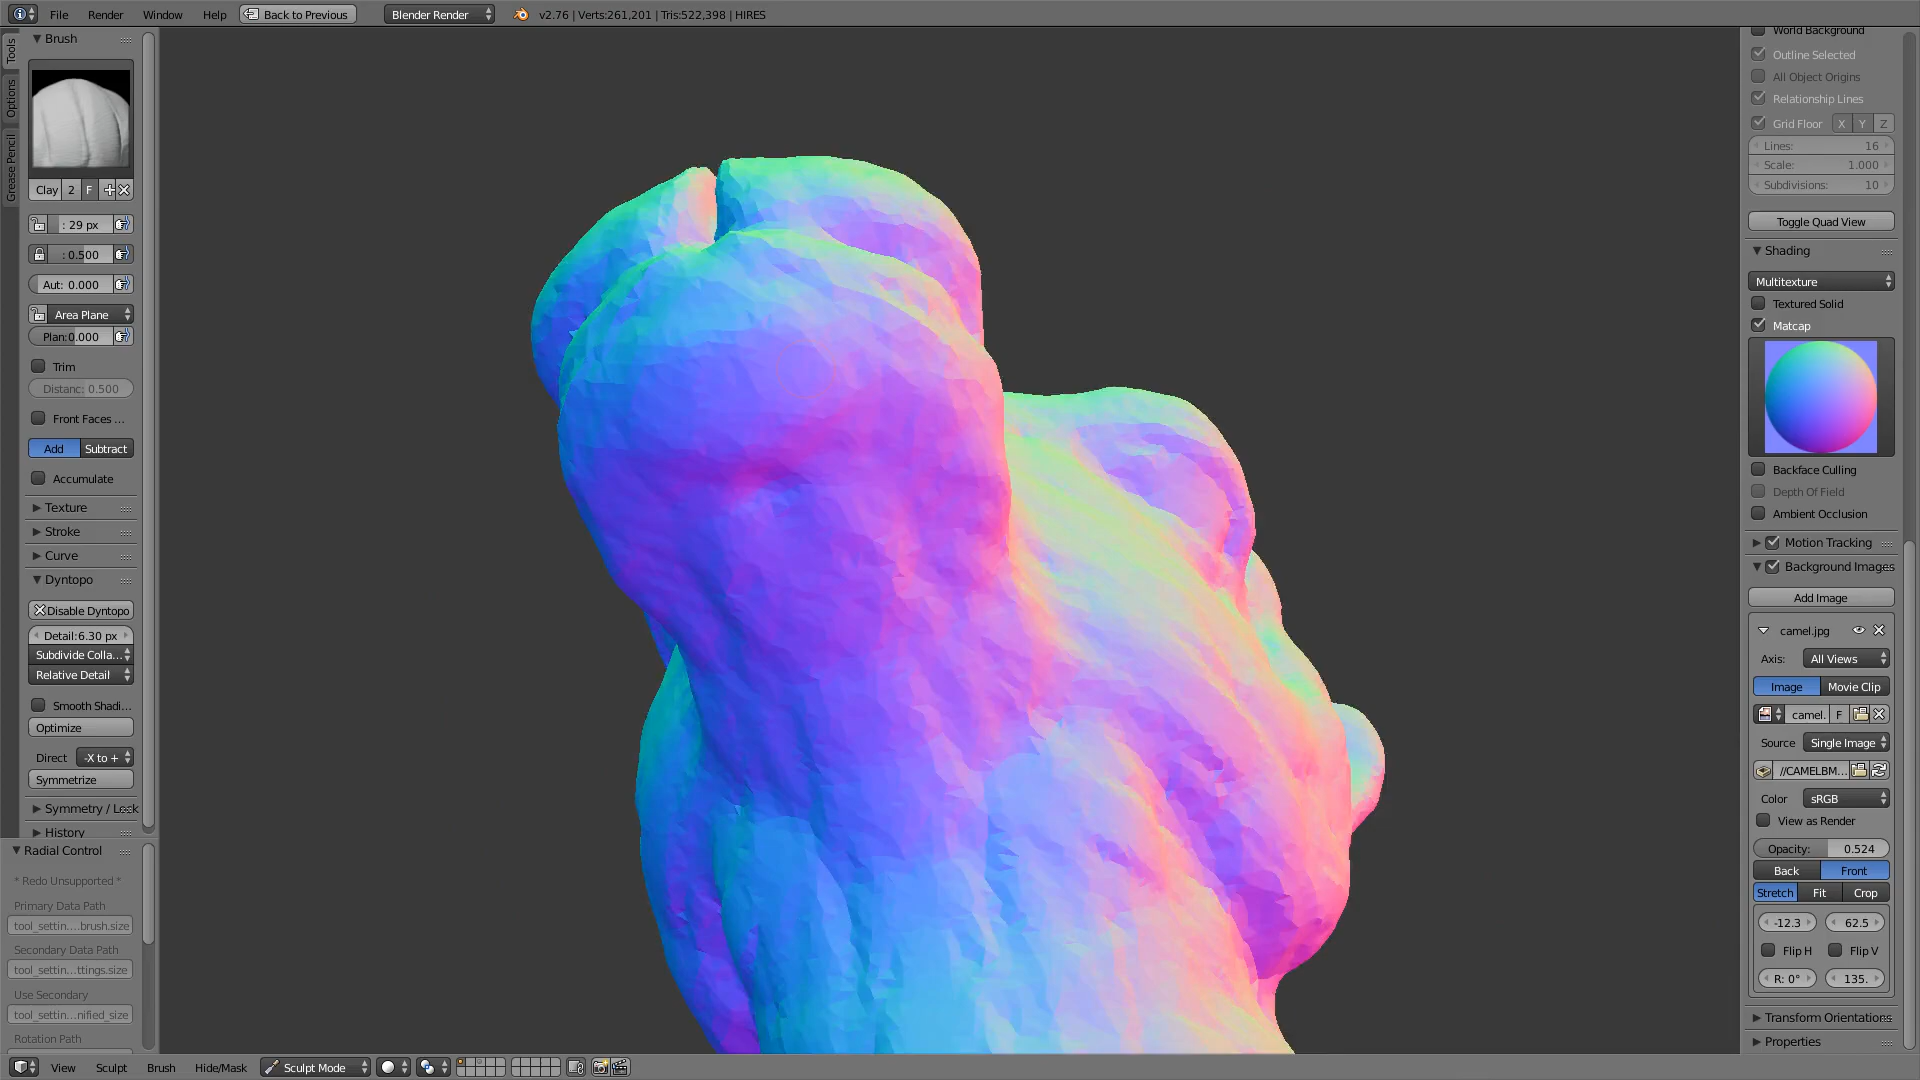 File Render Window Help Back to Previous Blender Render v2.76 | Verts:261,201 | Tris:522,398 | HIRES
Tools
Options
Grease Pencil
Brush
Clay 2 F
: 29 px
: 0.500
Aut: 0.000
Area Plane
Plan:0.000
Trim
Distanc: 0.500
Front Faces ...
Add Subtract
Accumulate
Texture
Stroke
Curve
Dyntopo
Disable Dyntopo
Detail:6.30 px
Subdivide Colla...
Relative Detail
Smooth Shadi...
Optimize
Direct -X to +
Symmetrize
Symmetry / Lock
History
Radial Control
* Redo Unsupported *
Primary Data Path
tool_settin....brush.size
Secondary Data Path
tool_settin...ttings.size
Use Secondary
tool_settin...nified_size
Rotation Path
World Background
Outline Selected
All Object Origins
Relationship Lines
Grid Floor X Y Z
Lines: 16
Scale: 1.000
Subdivisions: 10
Toggle Quad View
Shading
Multitexture
Textured Solid
Matcap
Backface Culling
Depth Of Field
Ambient Occlusion
Motion Tracking
Background Images
Add Image
camel.jpg
Axis: All Views
Image Movie Clip
camel. F
Source Single Image
//CAMELBM...
Color sRGB
View as Render
Opacity: 0.524
Back Front
Stretch Fit Crop
-12.3 62.5
Flip H Flip V
R: 0° 135.
Transform Orientations
Properties
View Sculpt Brush Hide/Mask Sculpt Mode